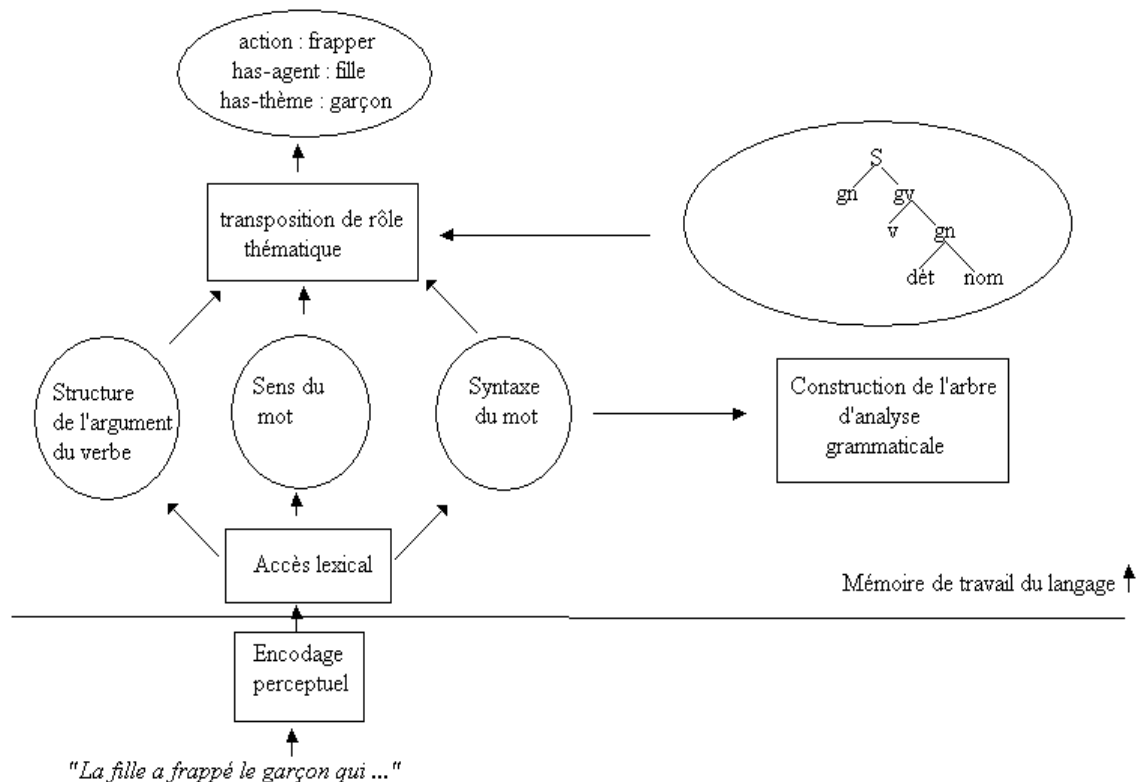 action : frapper
has-agent : fille
has-thème : garçon
S
gn gv
v gn
dét nom
transposition de rôle
thématique
Structure
de l'argument
du verbe
Sens du
mot
Syntaxe
du mot
Construction de l'arbre
d'analyse
grammaticale
Accès lexical
Mémoire de travail du langage
Encodage
perceptuel
"La fille a frappé le garçon qui ..."